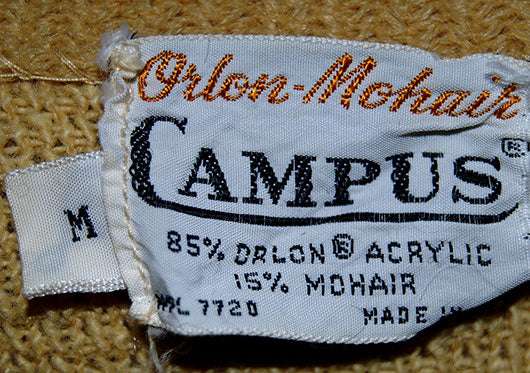 Orlon-Mohair
CAMPUS ®
M
85% ORLON ® ACRYLIC
15% MOHAIR
WPL 7720 MADE IN